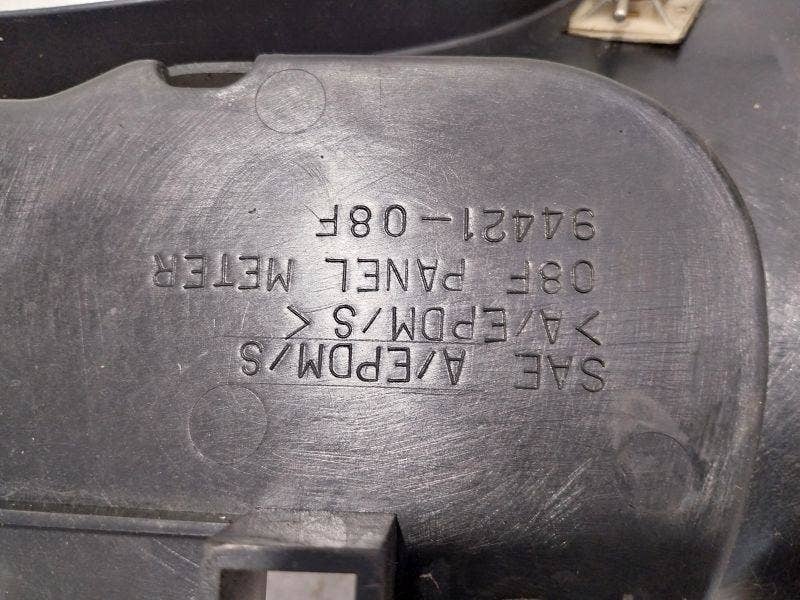 SAE A/EPDM/S
>A/EPDM/S<
08F PANEL METER
94421-08F